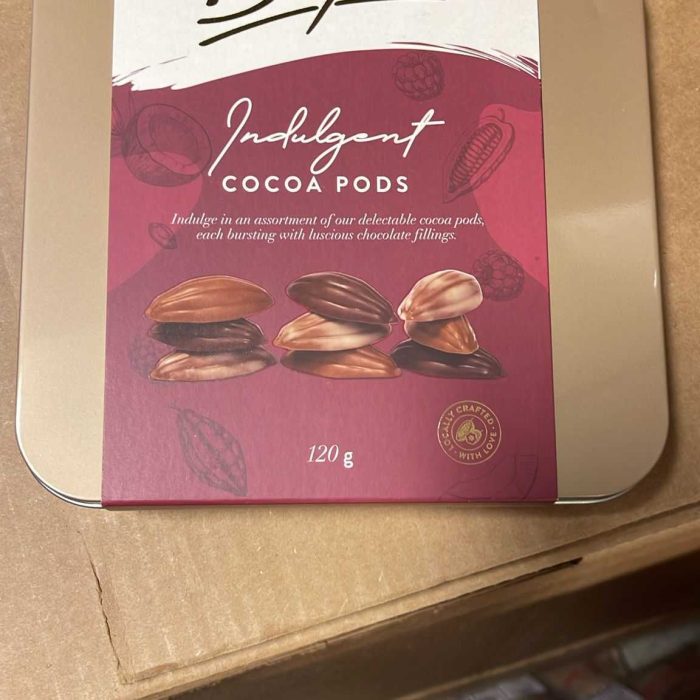 Indulgent
COCOA PODS
Indulge in an assortment of our delectable cocoa pods,
each bursting with luscious chocolate fillings.
120 g
LOCALLY CRAFTED
• WITH LOVE •